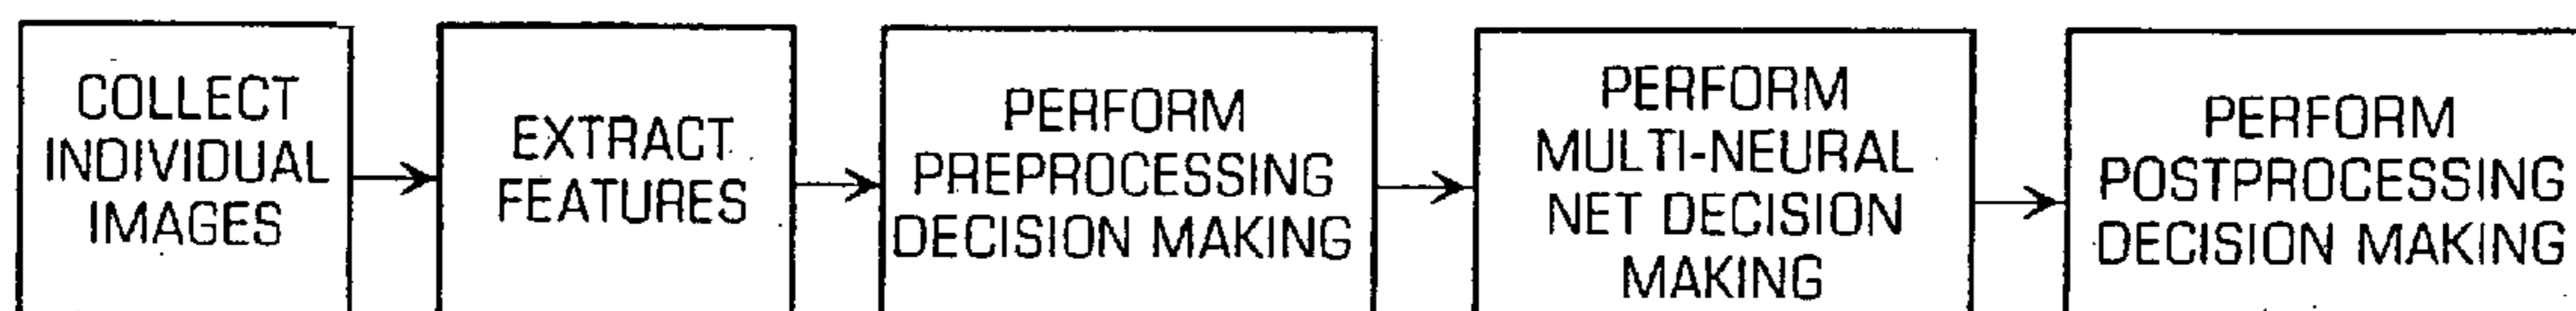 COLLECT
INDIVIDUAL
IMAGES
EXTRACT
FEATURES
PERFORM
PREPROCESSING
DECISION MAKING
PERFORM
MULTI-NEURAL
NET DECISION
MAKING
PERFORM
POSTPROCESSING
DECISION MAKING